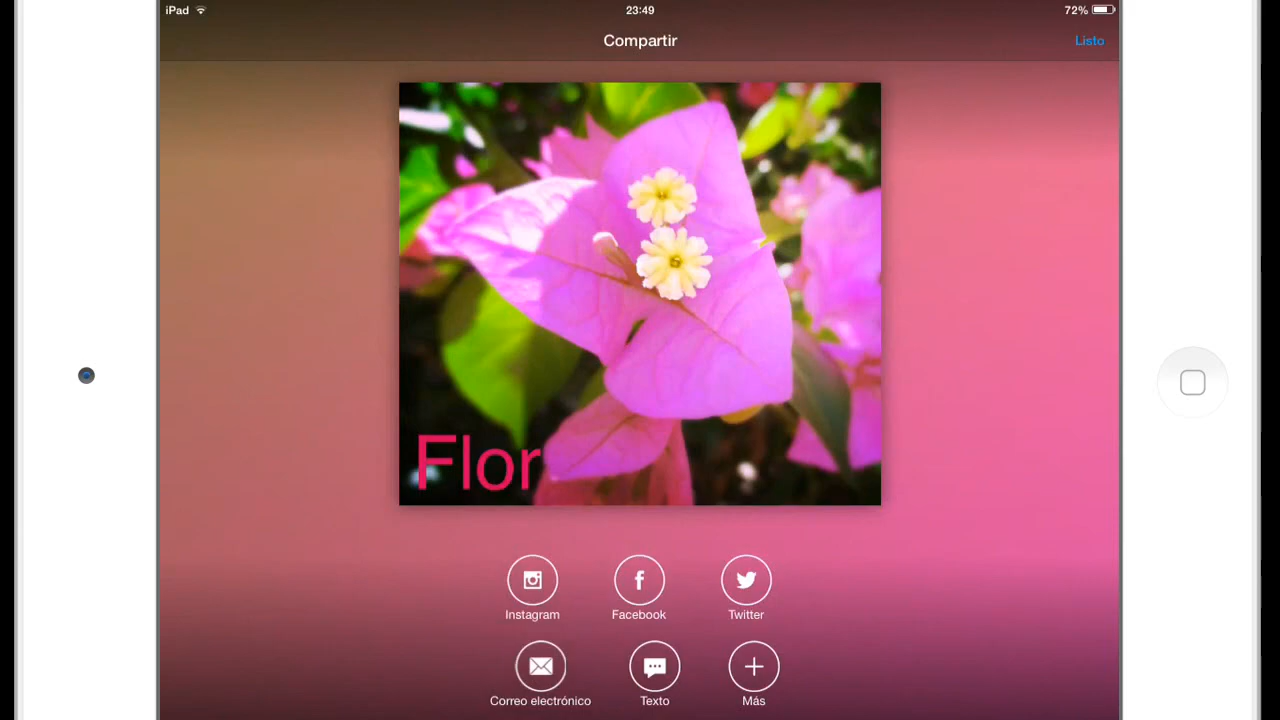 iPad 23:49 72%
Compartir Listo
Flor
Instagram Facebook Twitter
Correo electrónico Texto Más